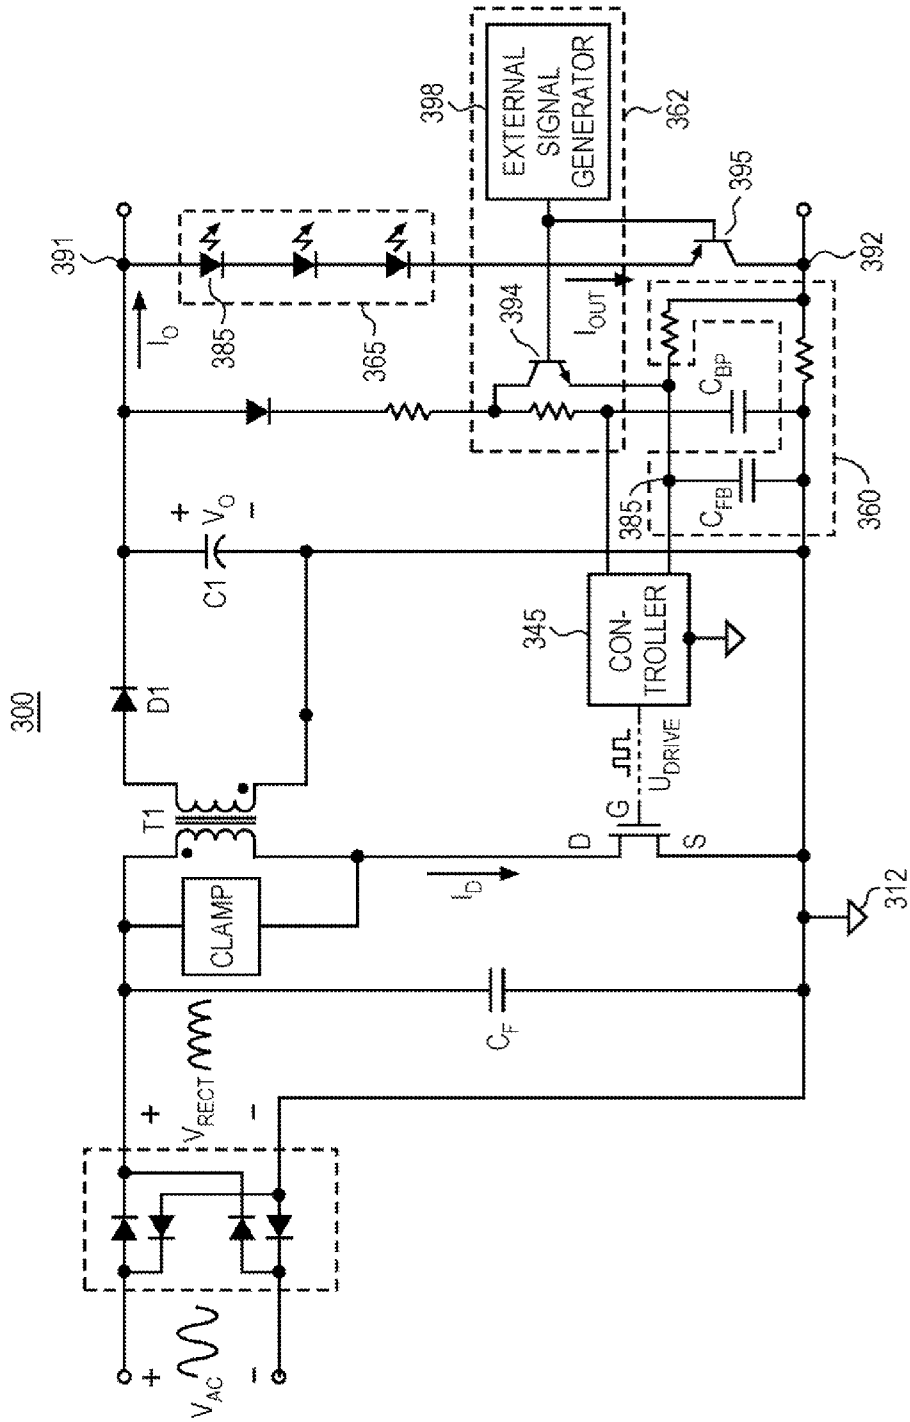 300
391
I_O
385
365
398
EXTERNAL
SIGNAL
GENERATOR
362
395
392
394
I_OUT
+
V_O
−
C1
D1
T1
CLAMP
I_D
D
G
S
U_DRIVE
345
CON-
TROLLER
385
C_FB
C_BP
360
312
C_F
+
V_RECT
−
+
V_AC
−